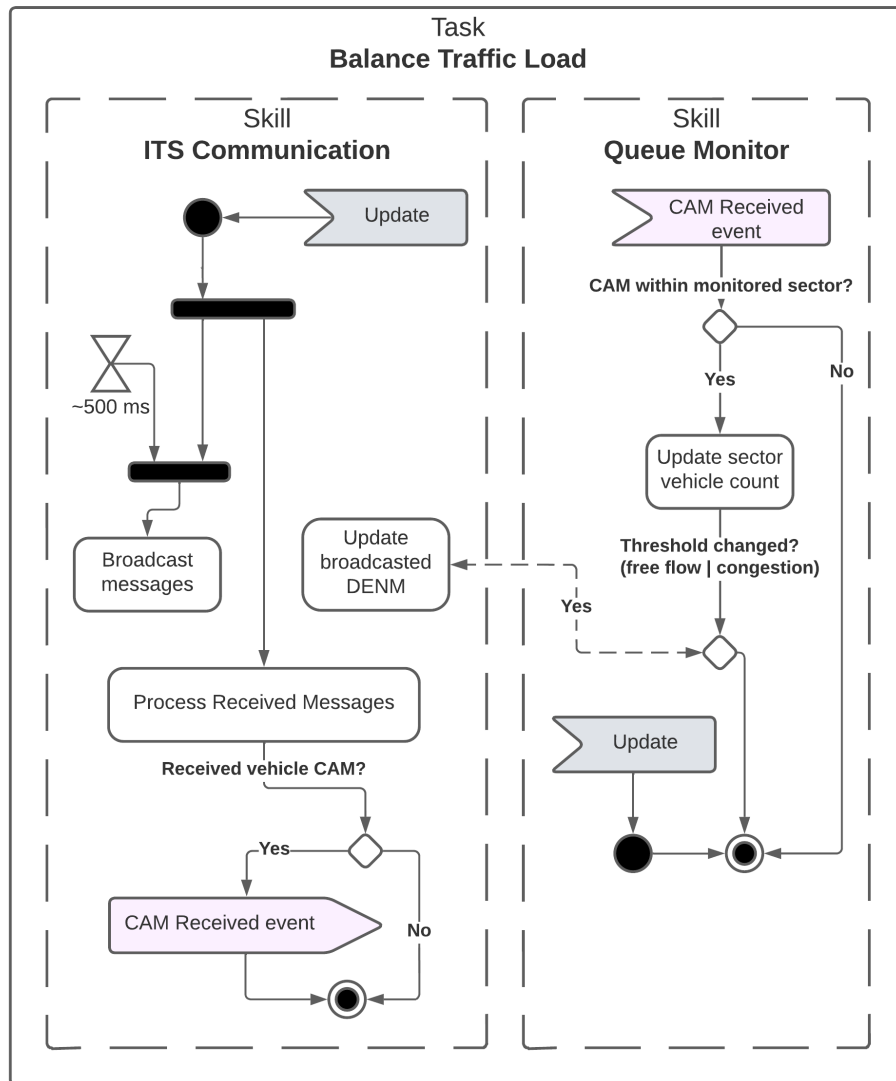 Task
Balance Traffic Load
Skill
ITS Communication
Update
~500 ms
Broadcast
messages
Update
broadcasted
DENM
Process Received Messages
Received vehicle CAM?
Yes
CAM Received event
No
Skill
Queue Monitor
CAM Received
event
CAM within monitored sector?
Yes
No
Update sector
vehicle count
Threshold changed?
(free flow | congestion)
Yes
Update